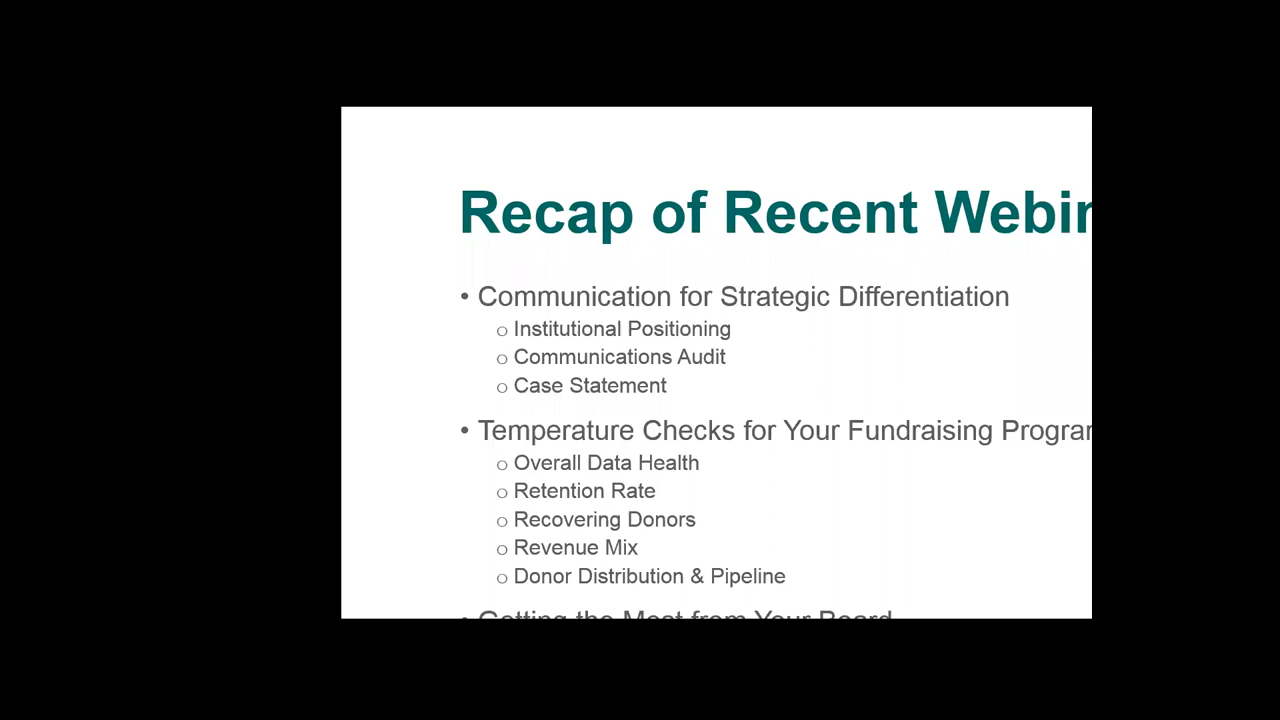 Recap of Recent Webin
• Communication for Strategic Differentiation
o Institutional Positioning
o Communications Audit
o Case Statement
• Temperature Checks for Your Fundraising Progra
o Overall Data Health
o Retention Rate
o Recovering Donors
o Revenue Mix
o Donor Distribution & Pipeline
• Getting the Most from Your Board